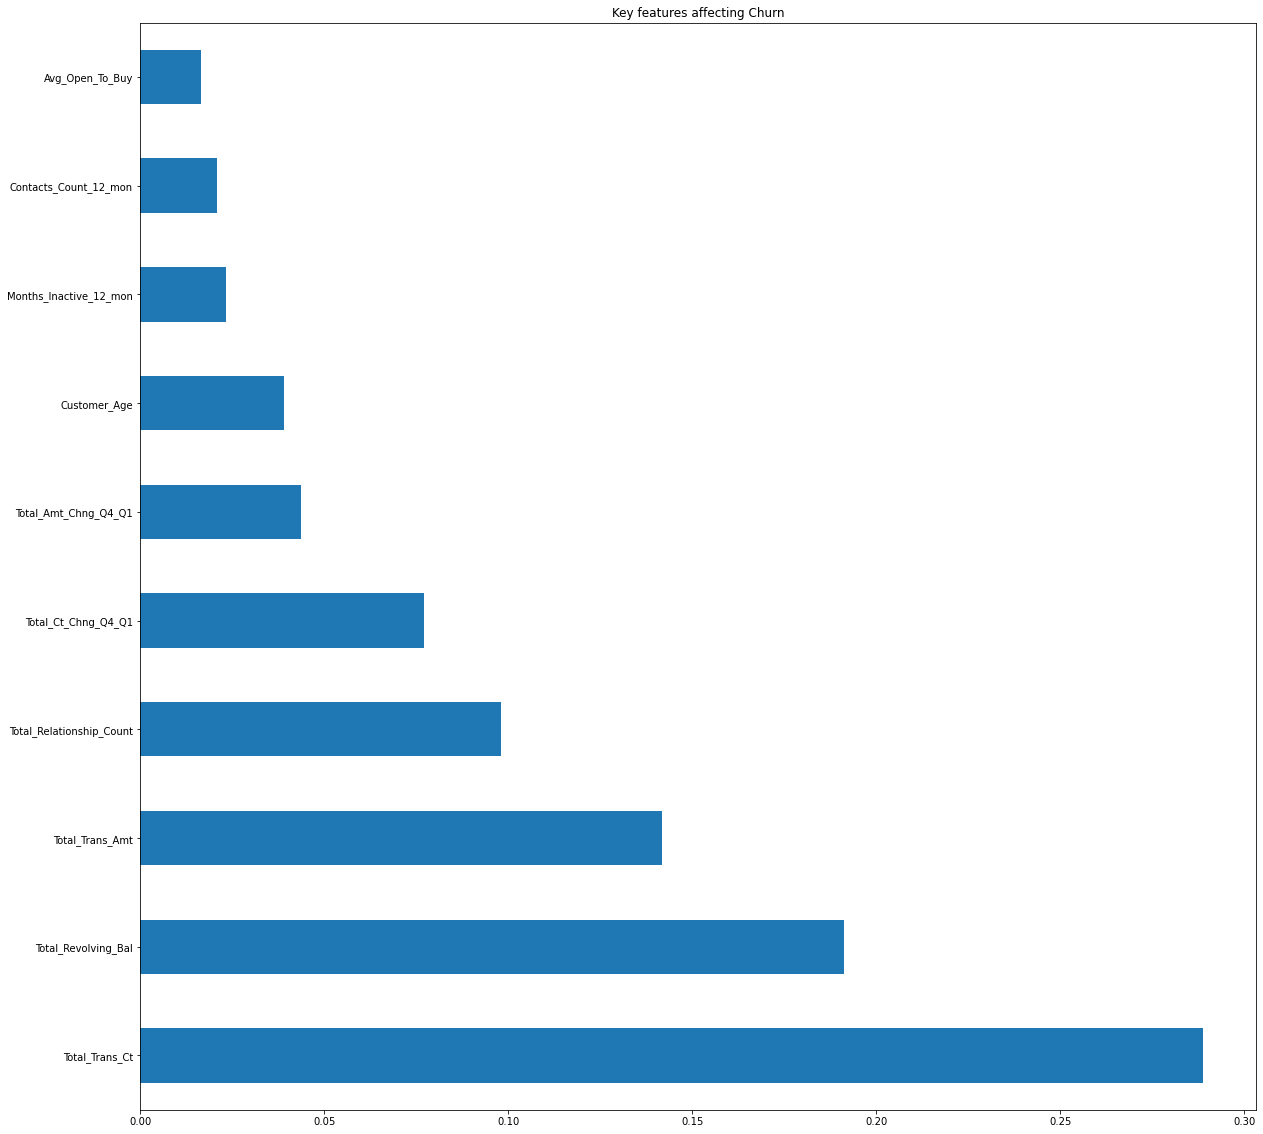 Key features affecting Churn
Avg_Open_To_Buy
Contacts_Count_12_mon
Months_Inactive_12_mon
Customer_Age
Total_Amt_Chng_Q4_Q1
Total_Ct_Chng_Q4_Q1
Total_Relationship_Count
Total_Trans_Amt
Total_Revolving_Bal
Total_Trans_Ct
0.00 0.05 0.10 0.15 0.20 0.25 0.30